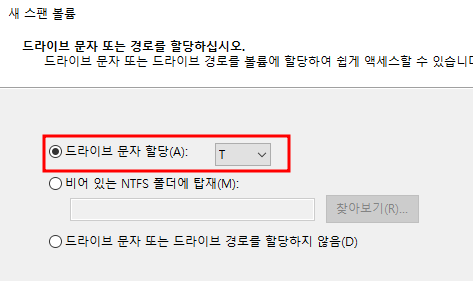 새 스팬 볼륨
드라이브 문자 또는 경로를 할당하십시오.
드라이브 문자 또는 드라이브 경로를 볼륨에 할당하여 쉽게 액세스할 수 있습니다
드라이브 문자 할당(A): T
비어 있는 NTFS 폴더에 탑재(M):
찾아보기(R)...
드라이브 문자 또는 드라이브 경로를 할당하지 않음(D)